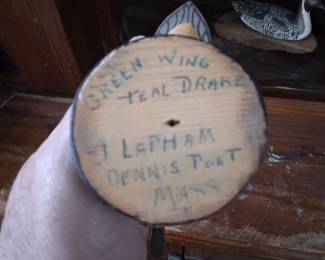 GREEN WING
TEAL DRAKE
J LAPHAM
DENNIS PORT
MASS